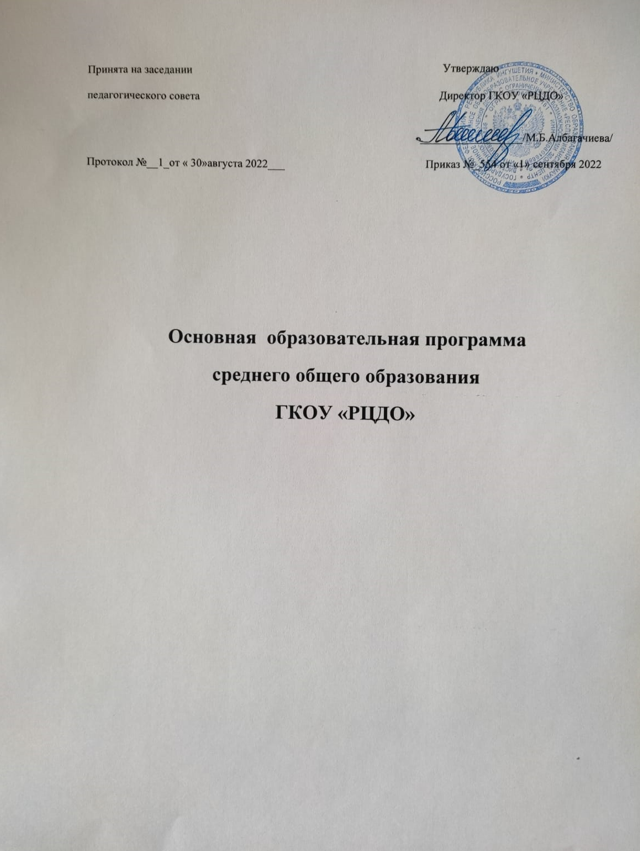 Принята на заседании
Утверждаю
педагогического совета
Директор ГКОУ «РЦДО»
/М.Б.Албагачиева/
Протокол №__1_от « 30»августа 2022___
Приказ № 554 от «1» сентября 2022
Основная образовательная программа
среднего общего образования
ГКОУ «РЦДО»